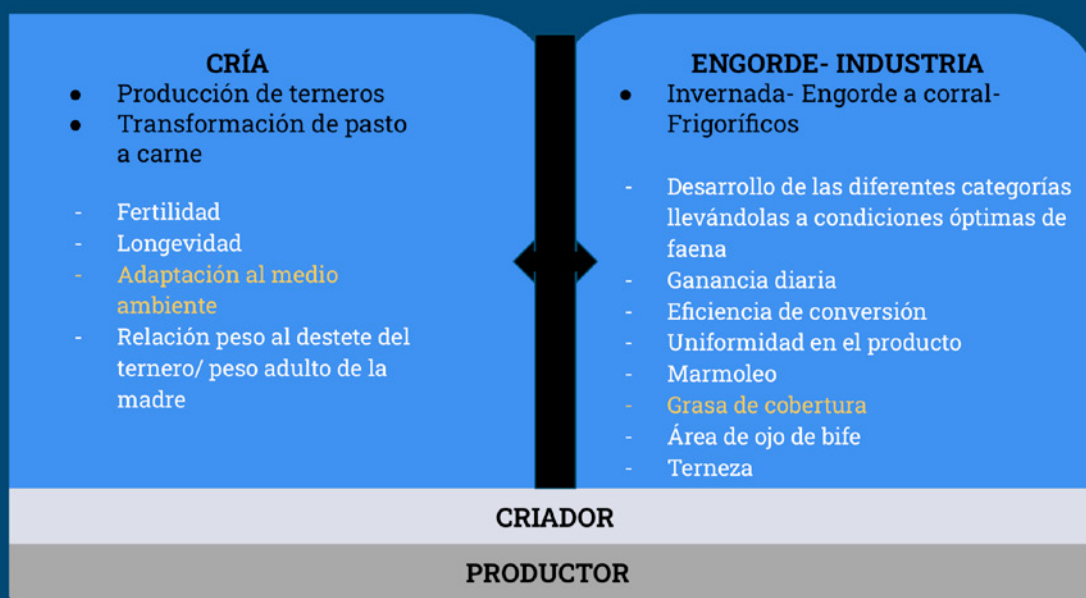 CRÍA
● Producción de terneros
● Transformación de pasto
a carne
- Fertilidad
- Longevidad
- Adaptación al medio
ambiente
- Relación peso al destete del
ternero/ peso adulto de la
madre
ENGORDE- INDUSTRIA
● Invernada- Engorde a corral-
Frigoríficos
- Desarrollo de las diferentes categorías
llevándolas a condiciones óptimas de
faena
- Ganancia diaria
- Eficiencia de conversión
- Uniformidad en el producto
- Marmoleo
- Grasa de cobertura
- Área de ojo de bife
- Terneza
CRIADOR
PRODUCTOR